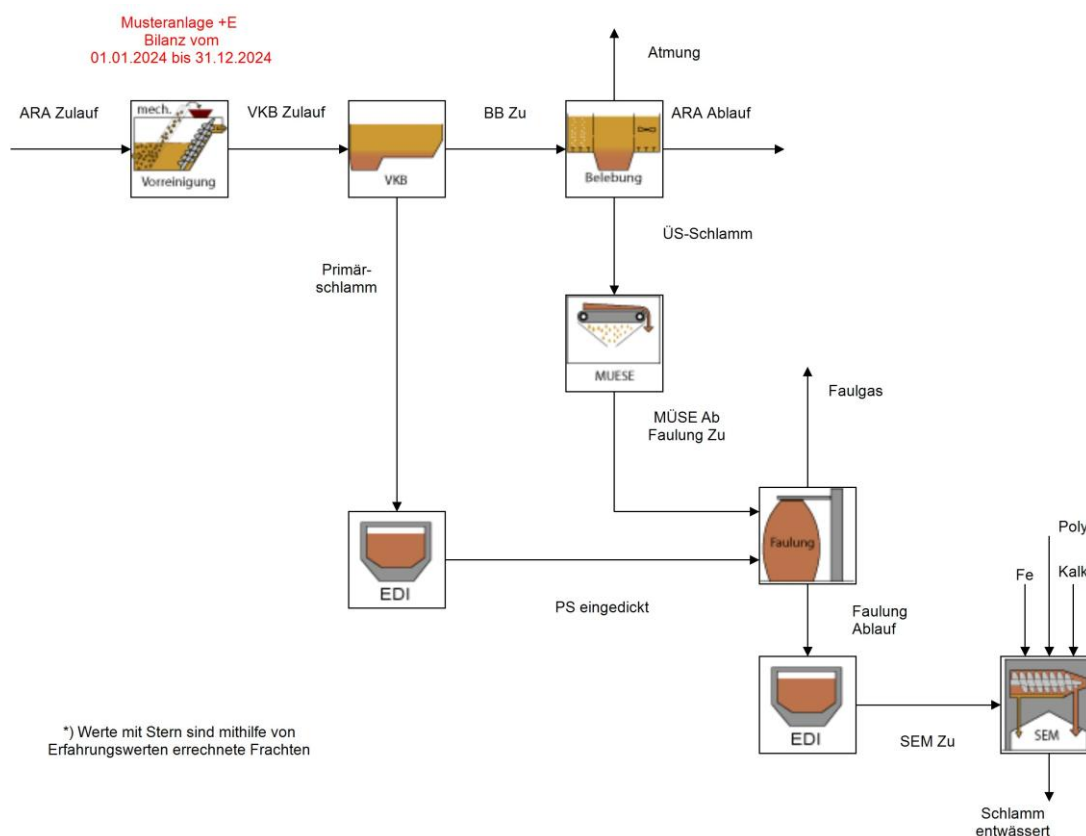 Musteranlage +E
Bilanz vom
01.01.2024 bis 31.12.2024
Atmung
ARA Zulauf
mech.
Vorreinigung
VKB Zulauf
VKB
BB Zu
Belebung
ARA Ablauf
ÜS-Schlamm
Primär-
schlamm
MUESE
MÜSE Ab
Faulung Zu
Faulgas
Faulung
EDI
PS eingedickt
Faulung
Ablauf
Poly
Fe
Kalk
EDI
SEM Zu
SEM
*) Werte mit Stern sind mithilfe von
Erfahrungswerten errechnete Frachten
Schlamm
entwässert